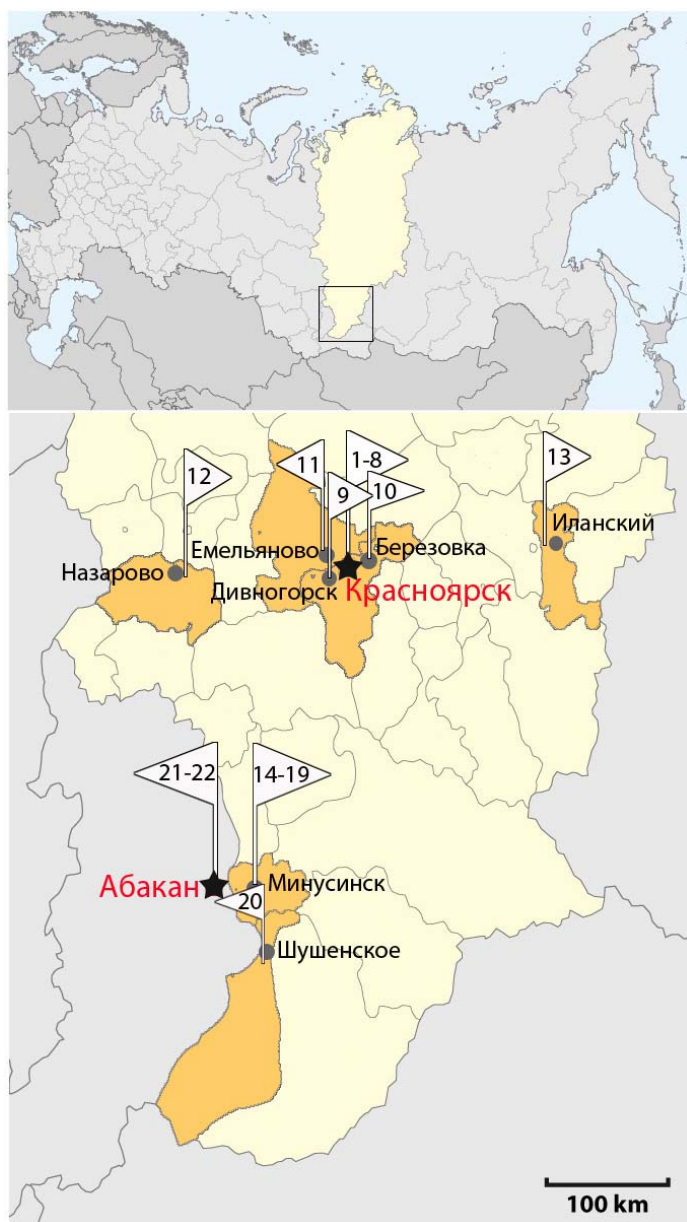 12
11
1-8
9
10
13
Емельяново
Березовка
Иланский
Назарово
Дивногорск
Красноярск
21-22
14-19
Абакан
Минусинск
20
Шушенское
100 km